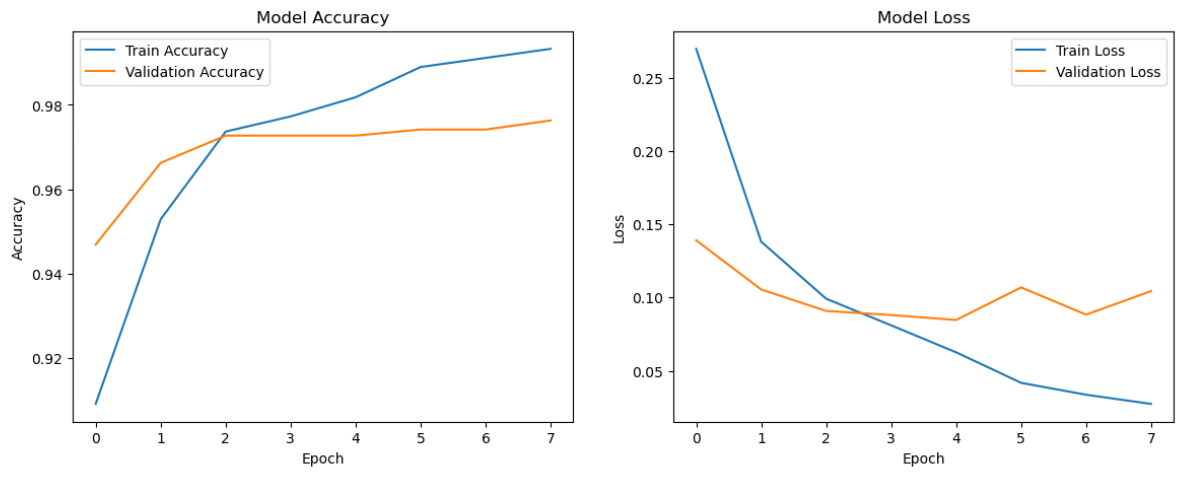 Model Accuracy
Train Accuracy
Validation Accuracy
0.98
0.96
0.94
0.92
Accuracy
0 1 2 3 4 5 6 7
Epoch
Model Loss
Train Loss
Validation Loss
0.25
0.20
0.15
0.10
0.05
Loss
0 1 2 3 4 5 6 7
Epoch